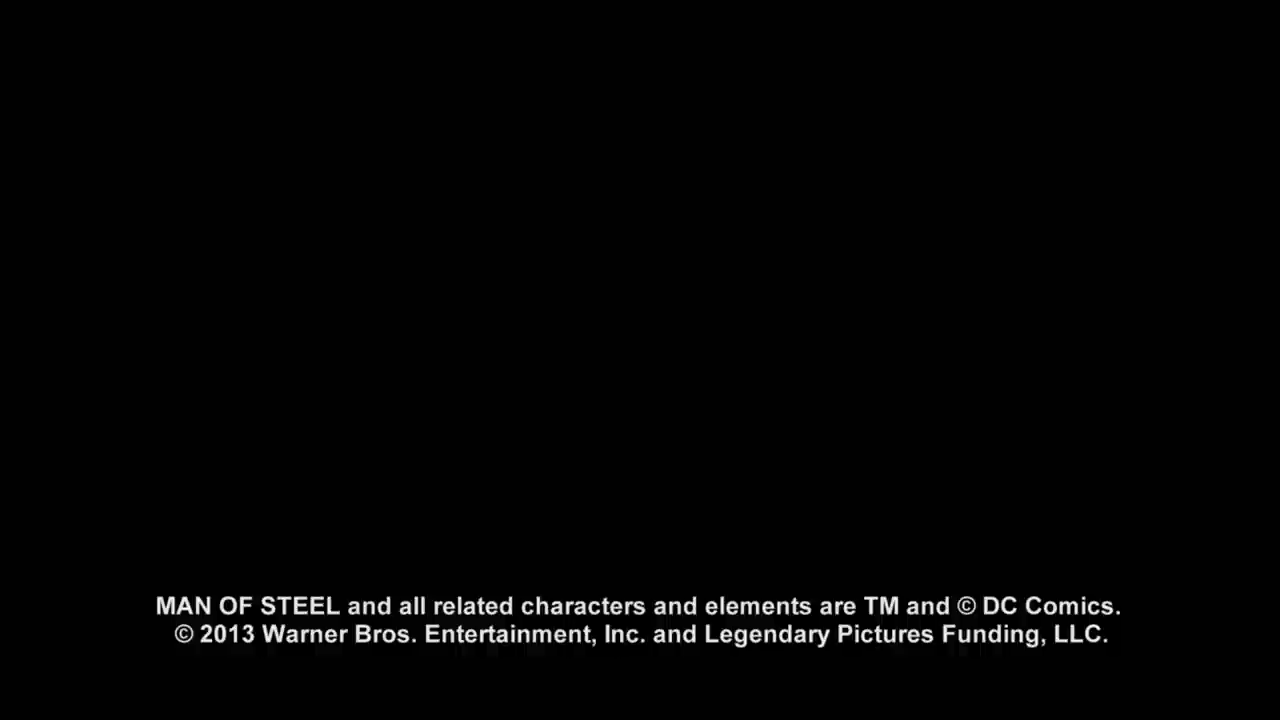 MAN OF STEEL and all related characters and elements are TM and © DC Comics.
© 2013 Warner Bros. Entertainment, Inc. and Legendary Pictures Funding, LLC.